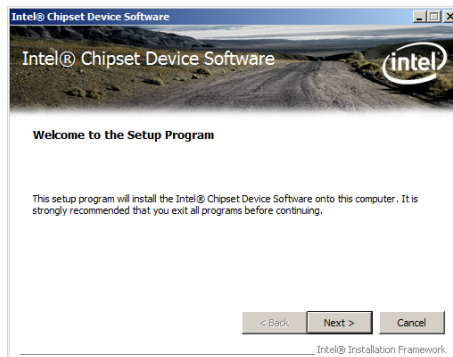 Intel® Chipset Device Software
Intel® Chipset Device Software
intel
Welcome to the Setup Program
This setup program will install the Intel® Chipset Device Software onto this computer. It is
strongly recommended that you exit all programs before continuing.
< Back Next > Cancel
Intel® Installation Framework